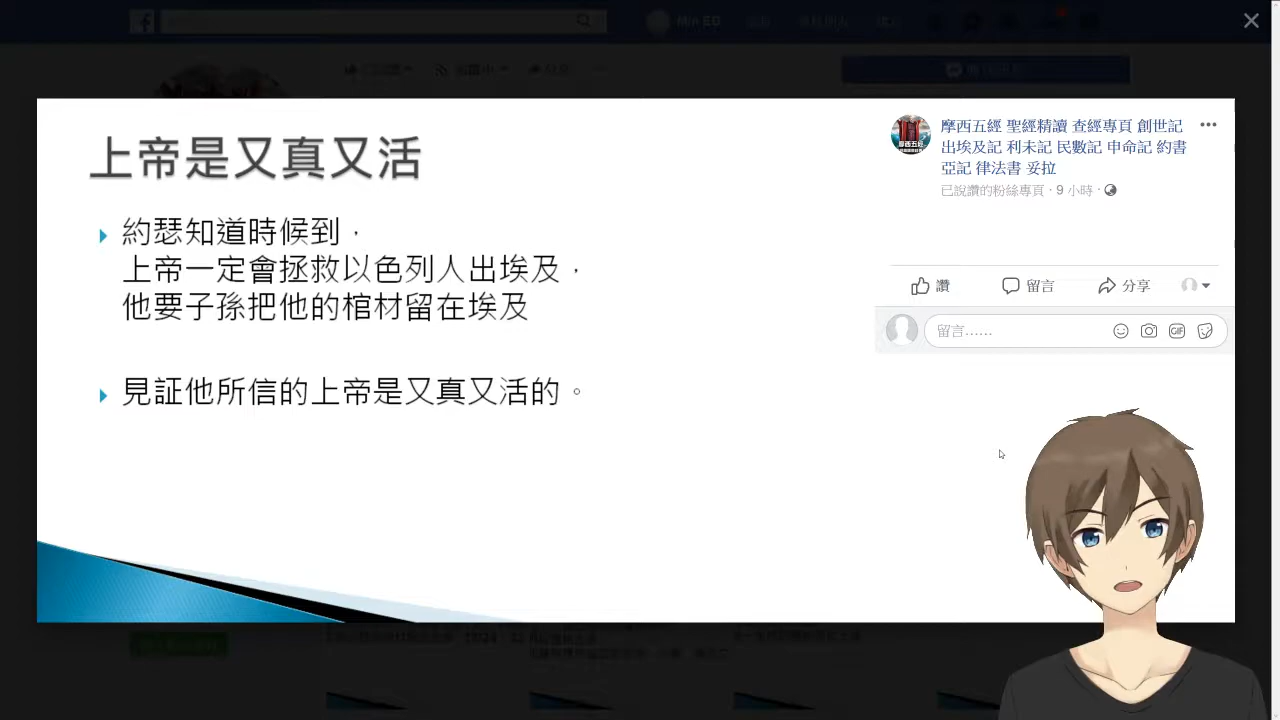 Min EG
上帝是又真又活
約瑟知道時候到，
上帝一定會拯救以色列人出埃及，
他要子孫把他的棺材留在埃及
見証他所信的上帝是又真又活的。
摩西五經 聖經精讀 查經專頁 創世記
出埃及記 利未記 民數記 申命記 約書
亞記 律法書 妥拉
已說讚的粉絲專頁 · 9 小時 ·
讚 留言 分享
留言……
GIF